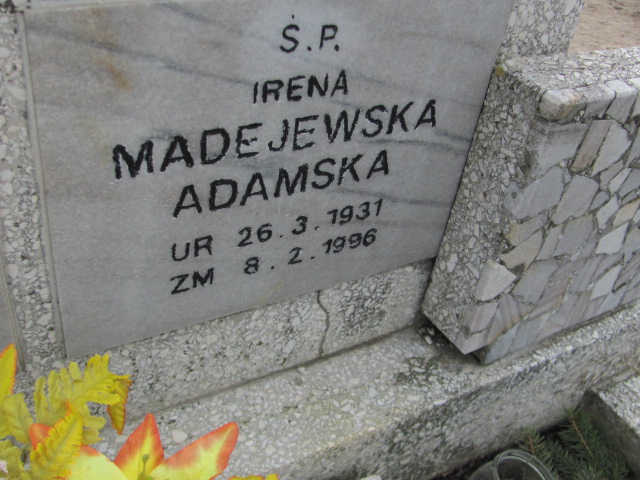 Ś.P.
IRENA
MADEJEWSKA
ADAMSKA
UR 26.3.1931
ZM 8.2.1996